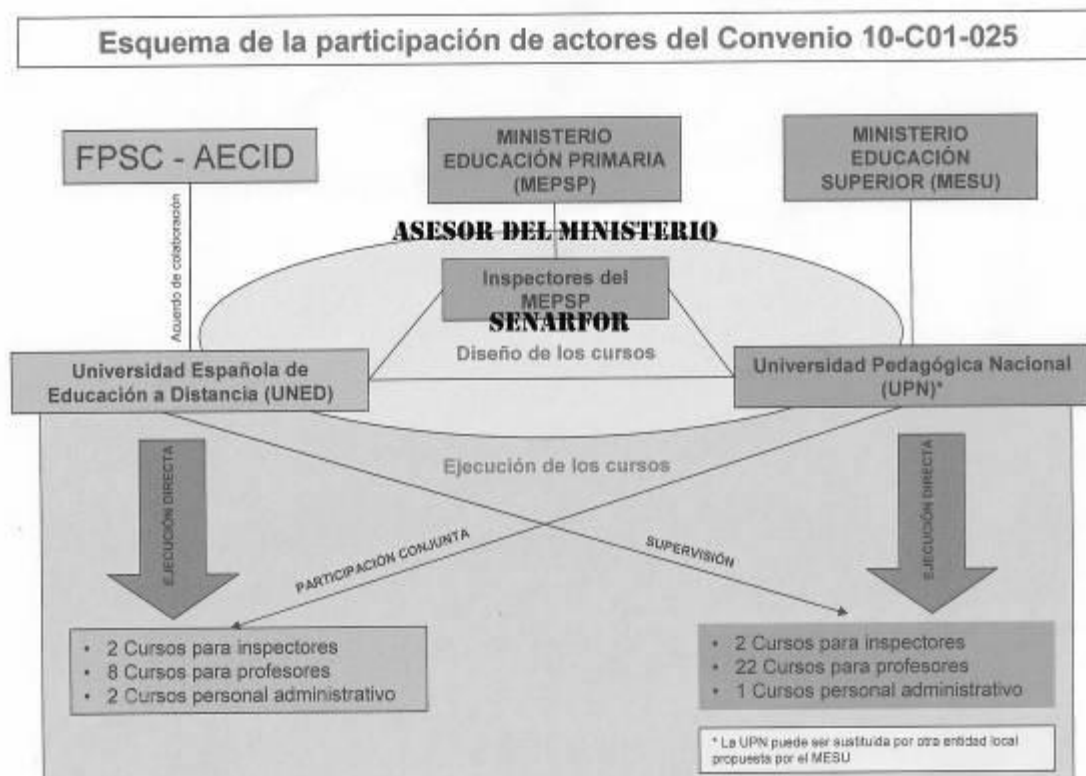 Esquema de la participación de actores del Convenio 10-C01-025
FPSC - AECID
MINISTERIO
EDUCACIÓN PRIMARIA
(MEPSP)
MINISTERIO
EDUCACIÓN
SUPERIOR (MESU)
Acuerdo de colaboración
ASESOR DEL MINISTERIO
Inspectores del
MEPSP
SENARFOR
Diseño de los cursos
Universidad Española de
Educación a Distancia (UNED)
Universidad Pedagógica Nacional
(UPN)*
Ejecución de los cursos
EJECUCIÓN DIRECTA
PARTICIPACIÓN CONJUNTA
SUPERVISIÓN
EJECUCIÓN DIRECTA
• 2 Cursos para inspectores
• 8 Cursos para profesores
• 2 Cursos personal administrativo
• 2 Cursos para inspectores
• 22 Cursos para profesores
• 1 Cursos personal administrativo
* La UPN puede ser sustituida por otra entidad local
propuesta por el MESU